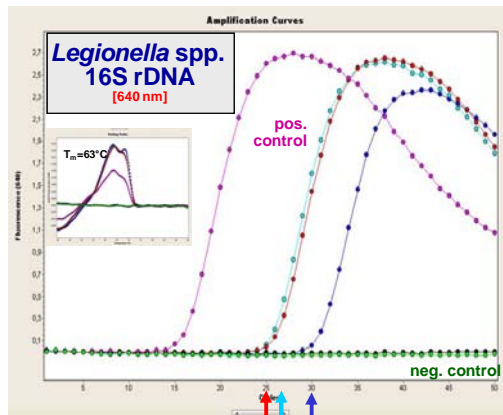 Amplification Curves
Legionella spp.
16S rDNA
[640 nm]
2,7
2,5
2,3
2,1
1,9
1,7
1,5
1,3
1,1
0,9
0,7
0,5
0,3
0,1
Fluorescence (640)
pos.
control
Tm=63°C
neg. control
5
10
15
20
25
30
35
40
45
50